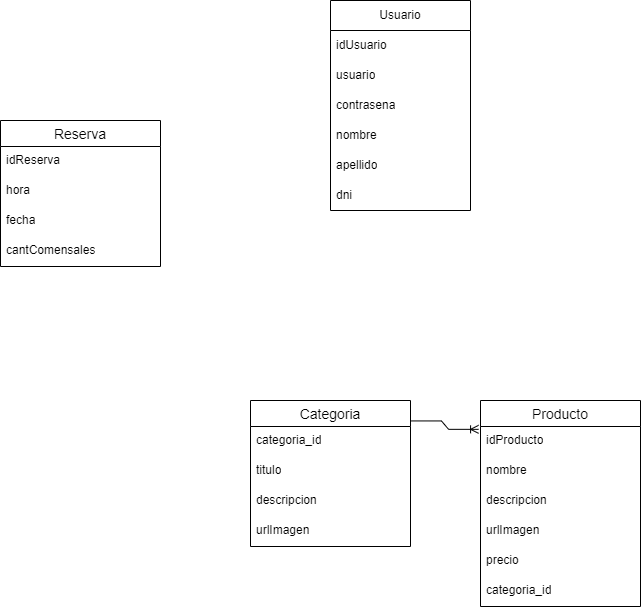 Usuario
idUsuario
usuario
contrasena
nombre
apellido
dni
Reserva
idReserva
hora
fecha
cantComensales
Categoria
categoria_id
titulo
descripcion
urlImagen
Producto
idProducto
nombre
descripcion
urlImagen
precio
categoria_id